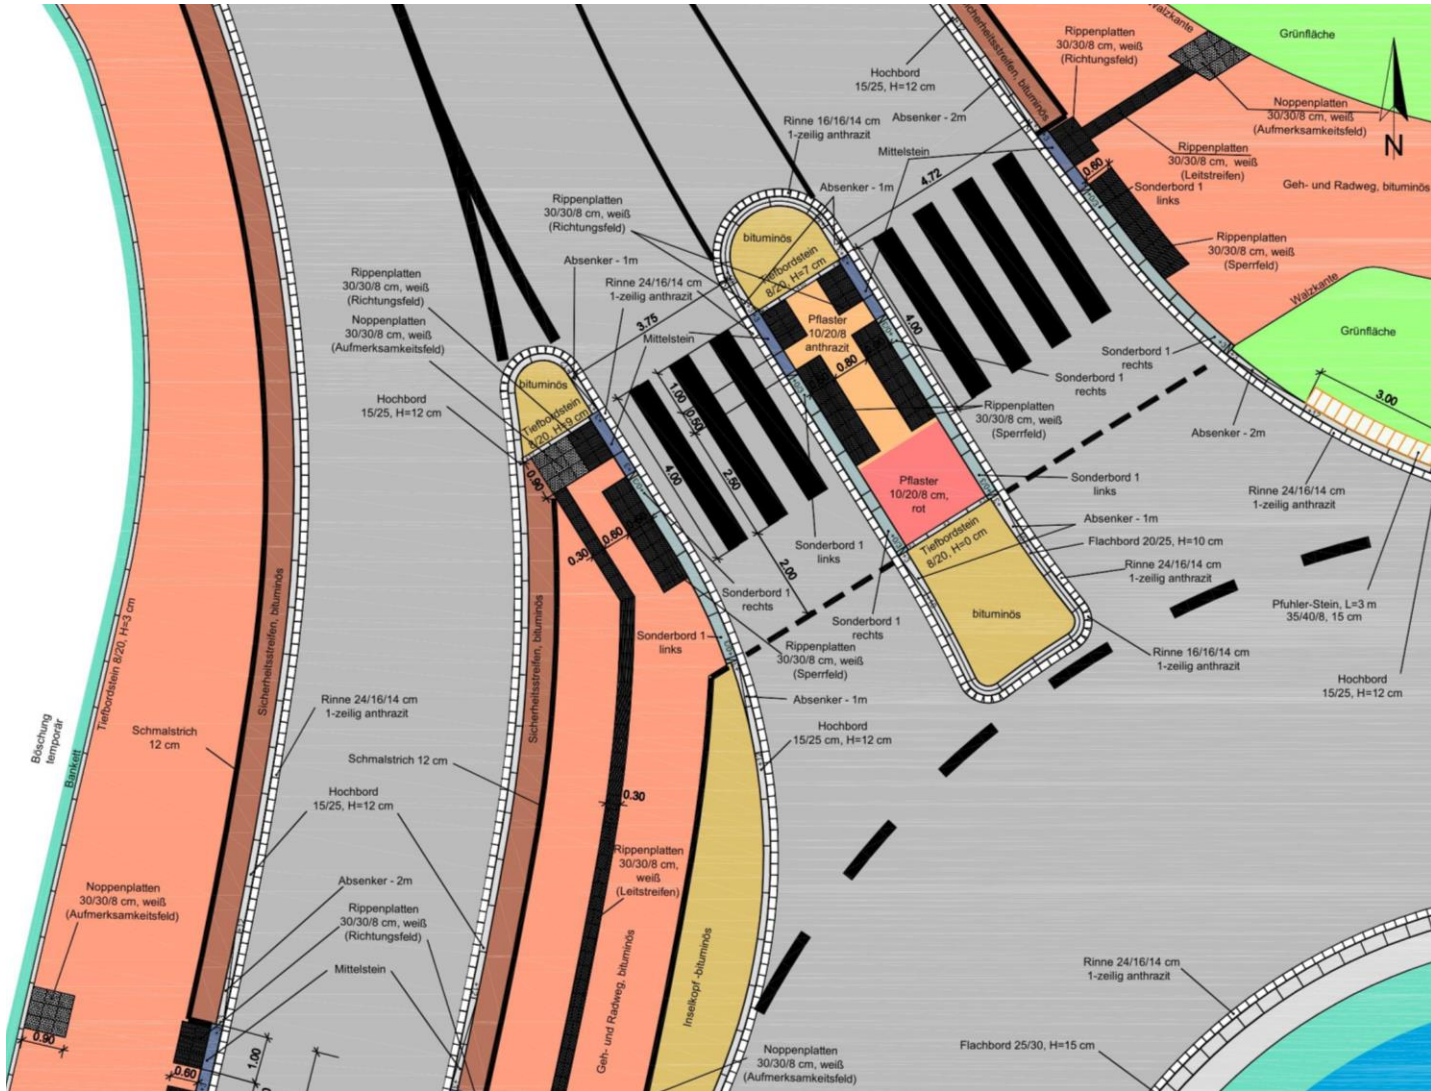 Walzkante
Grünfläche
Rippenplatten
30/30/8 cm, weiß
(Richtungsfeld)
Sicherheitsstreifen, bituminös
Hochbord
15/25, H=12 cm
Noppenplatten
30/30/8 cm, weiß
(Aufmerksamkeitsfeld)
N
Absenker - 2m
Rinne 16/16/14 cm
1-zeilig anthrazit
Mittelstein
Rippenplatten
30/30/8 cm, weiß
(Leitstreifen)
4.72
0.60
Absenker - 1m
Sonderbord 1
links
Geh- und Radweg, bituminös
Rippenplatten
30/30/8 cm, weiß
(Richtungsfeld)
bituminös
Tiefbordstein
8/20, H=7 cm
Rippenplatten
30/30/8 cm, weiß
(Sperrfeld)
Absenker - 1m
Rippenplatten
30/30/8 cm, weiß
(Richtungsfeld)
Rinne 24/16/14 cm
1-zeilig anthrazit
Walzkante
Noppenplatten
30/30/8 cm, weiß
(Aufmerksamkeitsfeld)
3.75
Mittelstein
Pflaster
10/20/8
anthrazit
4.00
Grünfläche
Sonderbord 1
rechts
0.80
Sonderbord 1
rechts
bituminös
Hochbord
15/25, H=12 cm
Tiefbordstein
8/20, H=9 cm
1.00
0.50
3.00
Rippenplatten
30/30/8 cm, weiß
(Sperrfeld)
Absenker - 2m
4.00
2.50
0.90
Pflaster
10/20/8 cm,
rot
Sonderbord 1
links
Rinne 24/16/14 cm
1-zeilig anthrazit
0.60
0.60
0.30
Sonderbord 1
links
2.00
Absenker - 1m
Tiefbordstein
8/20, H=0 cm
Flachbord 20/25, H=10 cm
Rinne 24/16/14 cm
1-zeilig anthrazit
Sonderbord 1
rechts
Sonderbord 1
rechts
bituminös
Pfuhler-Stein, L=3 m
35/40/8, 15 cm
Sonderbord 1
links
Rippenplatten
30/30/8 cm, weiß
(Sperrfeld)
Rinne 16/16/14 cm
1-zeilig anthrazit
Hochbord
15/25, H=12 cm
Tiefbordstein 8/20, H=3 cm
Sicherheitsstreifen, bituminös
Sicherheitsstreifen, bituminös
Absenker - 1m
Rinne 24/16/14 cm
1-zeilig anthrazit
Böschung
temporär
Bankett
Schmalstrich
12 cm
Hochbord
15/25 cm, H=12 cm
Schmalstrich 12 cm
Hochbord
15/25, H=12 cm
0.30
Rippenplatten
30/30/8 cm,
weiß
(Leitstreifen)
Absenker - 2m
Noppenplatten
30/30/8 cm, weiß
(Aufmerksamkeitsfeld)
Rippenplatten
30/30/8 cm, weiß
(Richtungsfeld)
Mittelstein
Geh- und Radweg, bituminös
Inselkopf -bituminös
Rinne 24/16/14 cm
1-zeilig anthrazit
0.90
1.00
0.60
Noppenplatten
30/30/8 cm, weiß
(Aufmerksamkeitsfeld)
Flachbord 25/30, H=15 cm